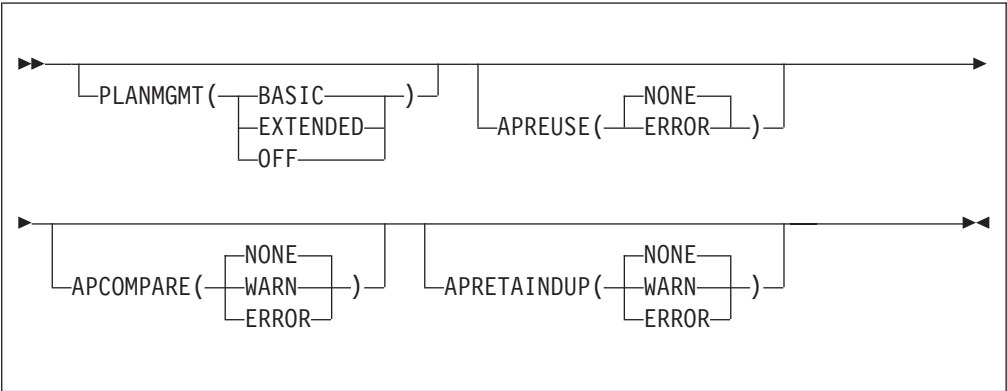 PLANMGMT( BASIC )
EXTENDED
OFF
APREUSE( NONE
ERROR )
APCOMPARE( NONE
WARN )
ERROR
APRETAINDUP( NONE
WARN )
ERROR